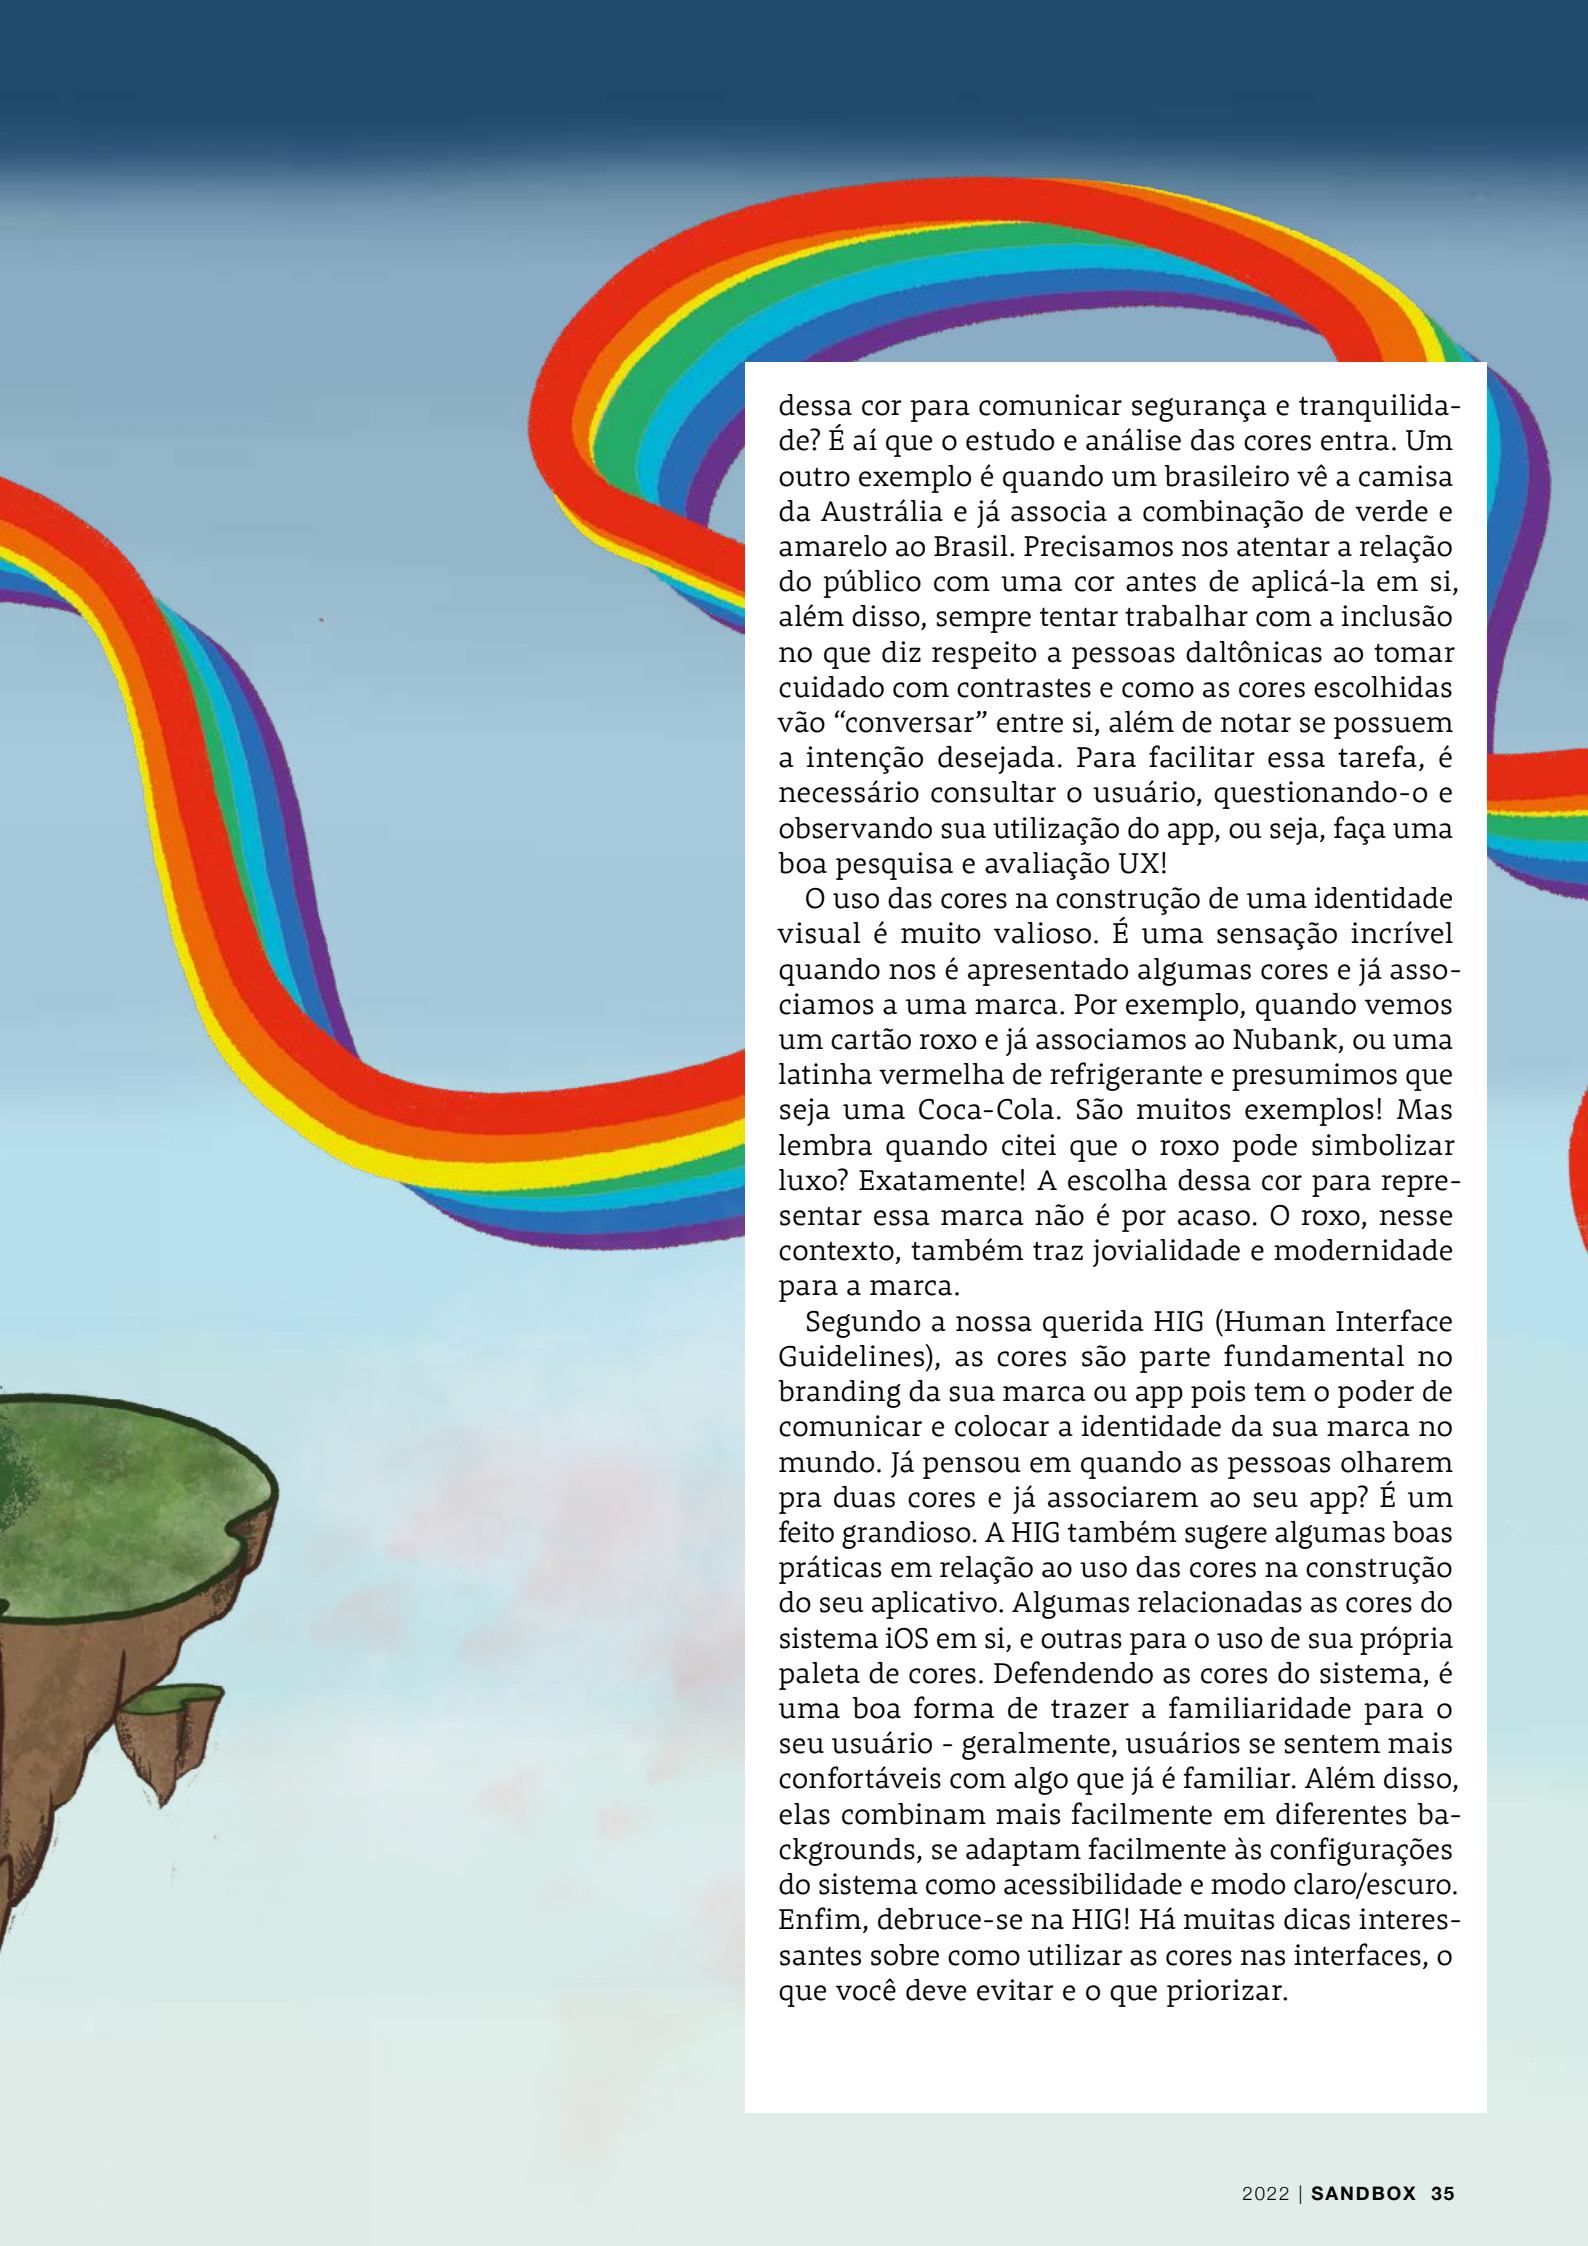 dessa cor para comunicar segurança e tranquilida-
de? É aí que o estudo e análise das cores entra. Um
outro exemplo é quando um brasileiro vê a camisa
da Austrália e já associa a combinação de verde e
amarelo ao Brasil. Precisamos nos atentar a relação
do público com uma cor antes de aplicá-la em si,
além disso, sempre tentar trabalhar com a inclusão
no que diz respeito a pessoas daltônicas ao tomar
cuidado com contrastes e como as cores escolhidas
vão “conversar” entre si, além de notar se possuem
a intenção desejada. Para facilitar essa tarefa, é
necessário consultar o usuário, questionando-o e
observando sua utilização do app, ou seja, faça uma
boa pesquisa e avaliação UX!
O uso das cores na construção de uma identidade
visual é muito valioso. É uma sensação incrível
quando nos é apresentado algumas cores e já asso-
ciamos a uma marca. Por exemplo, quando vemos
um cartão roxo e já associamos ao Nubank, ou uma
latinha vermelha de refrigerante e presumimos que
seja uma Coca-Cola. São muitos exemplos! Mas
lembra quando citei que o roxo pode simbolizar
luxo? Exatamente! A escolha dessa cor para repre-
sentar essa marca não é por acaso. O roxo, nesse
contexto, também traz jovialidade e modernidade
para a marca.
Segundo a nossa querida HIG (Human Interface
Guidelines), as cores são parte fundamental no
branding da sua marca ou app pois tem o poder de
comunicar e colocar a identidade da sua marca no
mundo. Já pensou em quando as pessoas olharem
pra duas cores e já associarem ao seu app? É um
feito grandioso. A HIG também sugere algumas boas
práticas em relação ao uso das cores na construção
do seu aplicativo. Algumas relacionadas as cores do
sistema iOS em si, e outras para o uso de sua própria
paleta de cores. Defendendo as cores do sistema, é
uma boa forma de trazer a familiaridade para o
seu usuário - geralmente, usuários se sentem mais
confortáveis com algo que já é familiar. Além disso,
elas combinam mais facilmente em diferentes ba-
ckgrounds, se adaptam facilmente às configurações
do sistema como acessibilidade e modo claro/escuro.
Enfim, debruce-se na HIG! Há muitas dicas interes-
santes sobre como utilizar as cores nas interfaces, o
que você deve evitar e o que priorizar.
2022 | SANDBOX 35